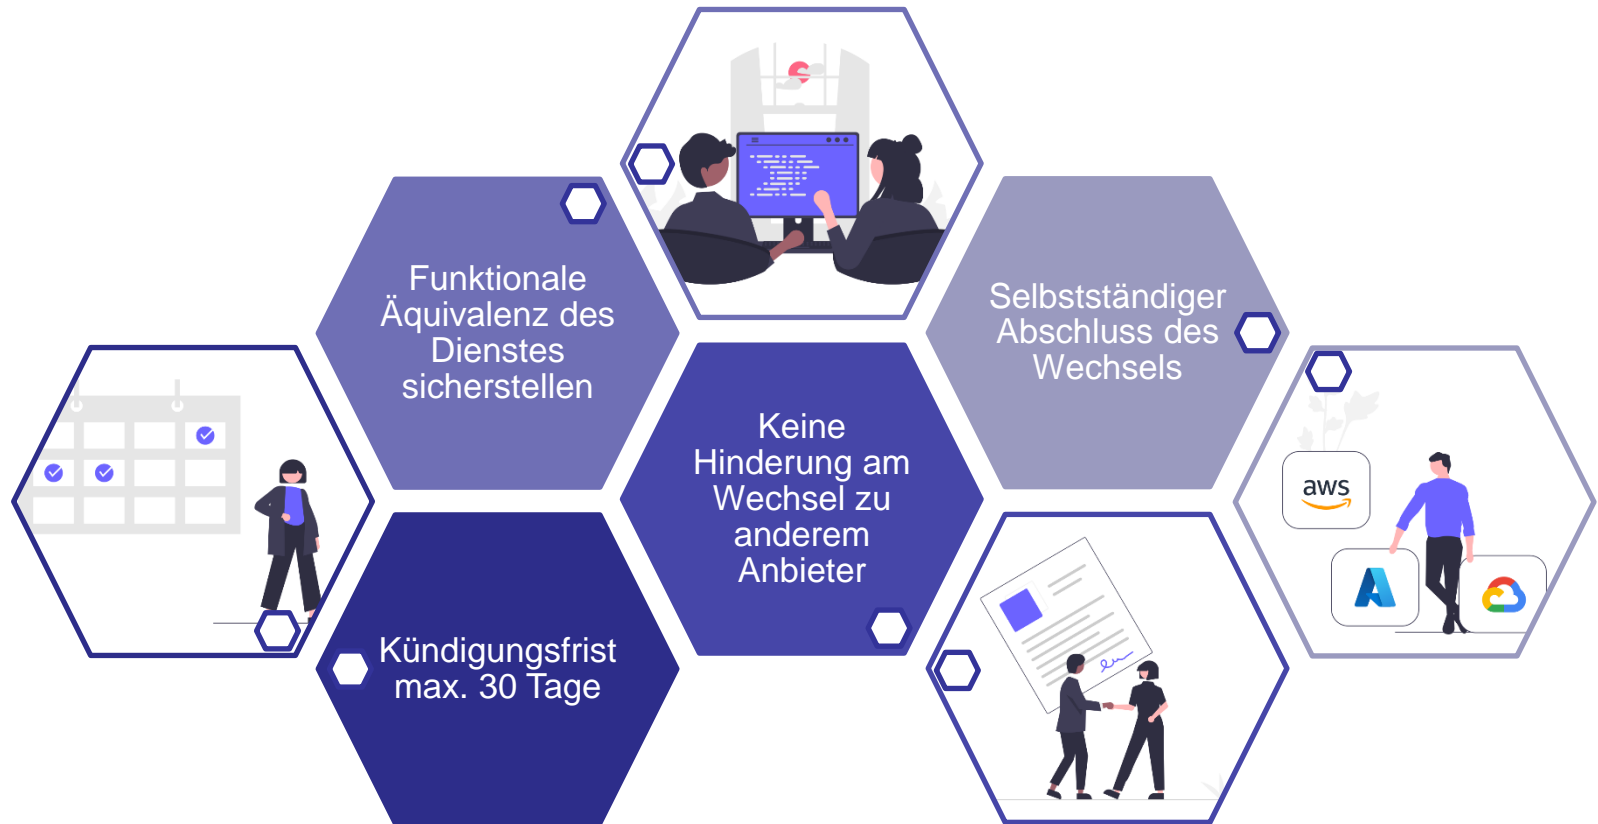 Funktionale
Äquivalenz des
Dienstes
sicherstellen
Selbstständiger
Abschluss des
Wechsels
Keine
Hinderung am
Wechsel zu
anderem
Anbieter
aws
Kündigungsfrist
max. 30 Tage